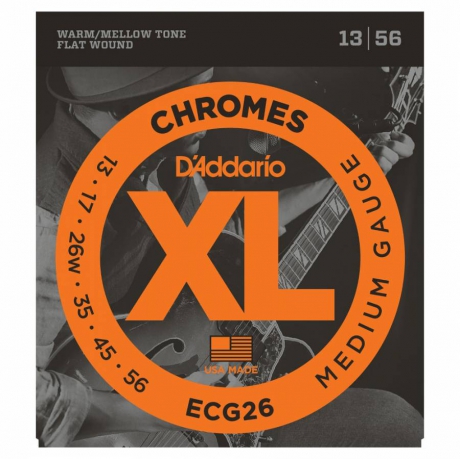 WARM/MELLOW TONE
FLAT WOUND
13|56
CHROMES
D'Addario
XL
13 • 17 • 26W • 35 • 45 • 56
MEDIUM GAUGE
USA MADE
ECG26